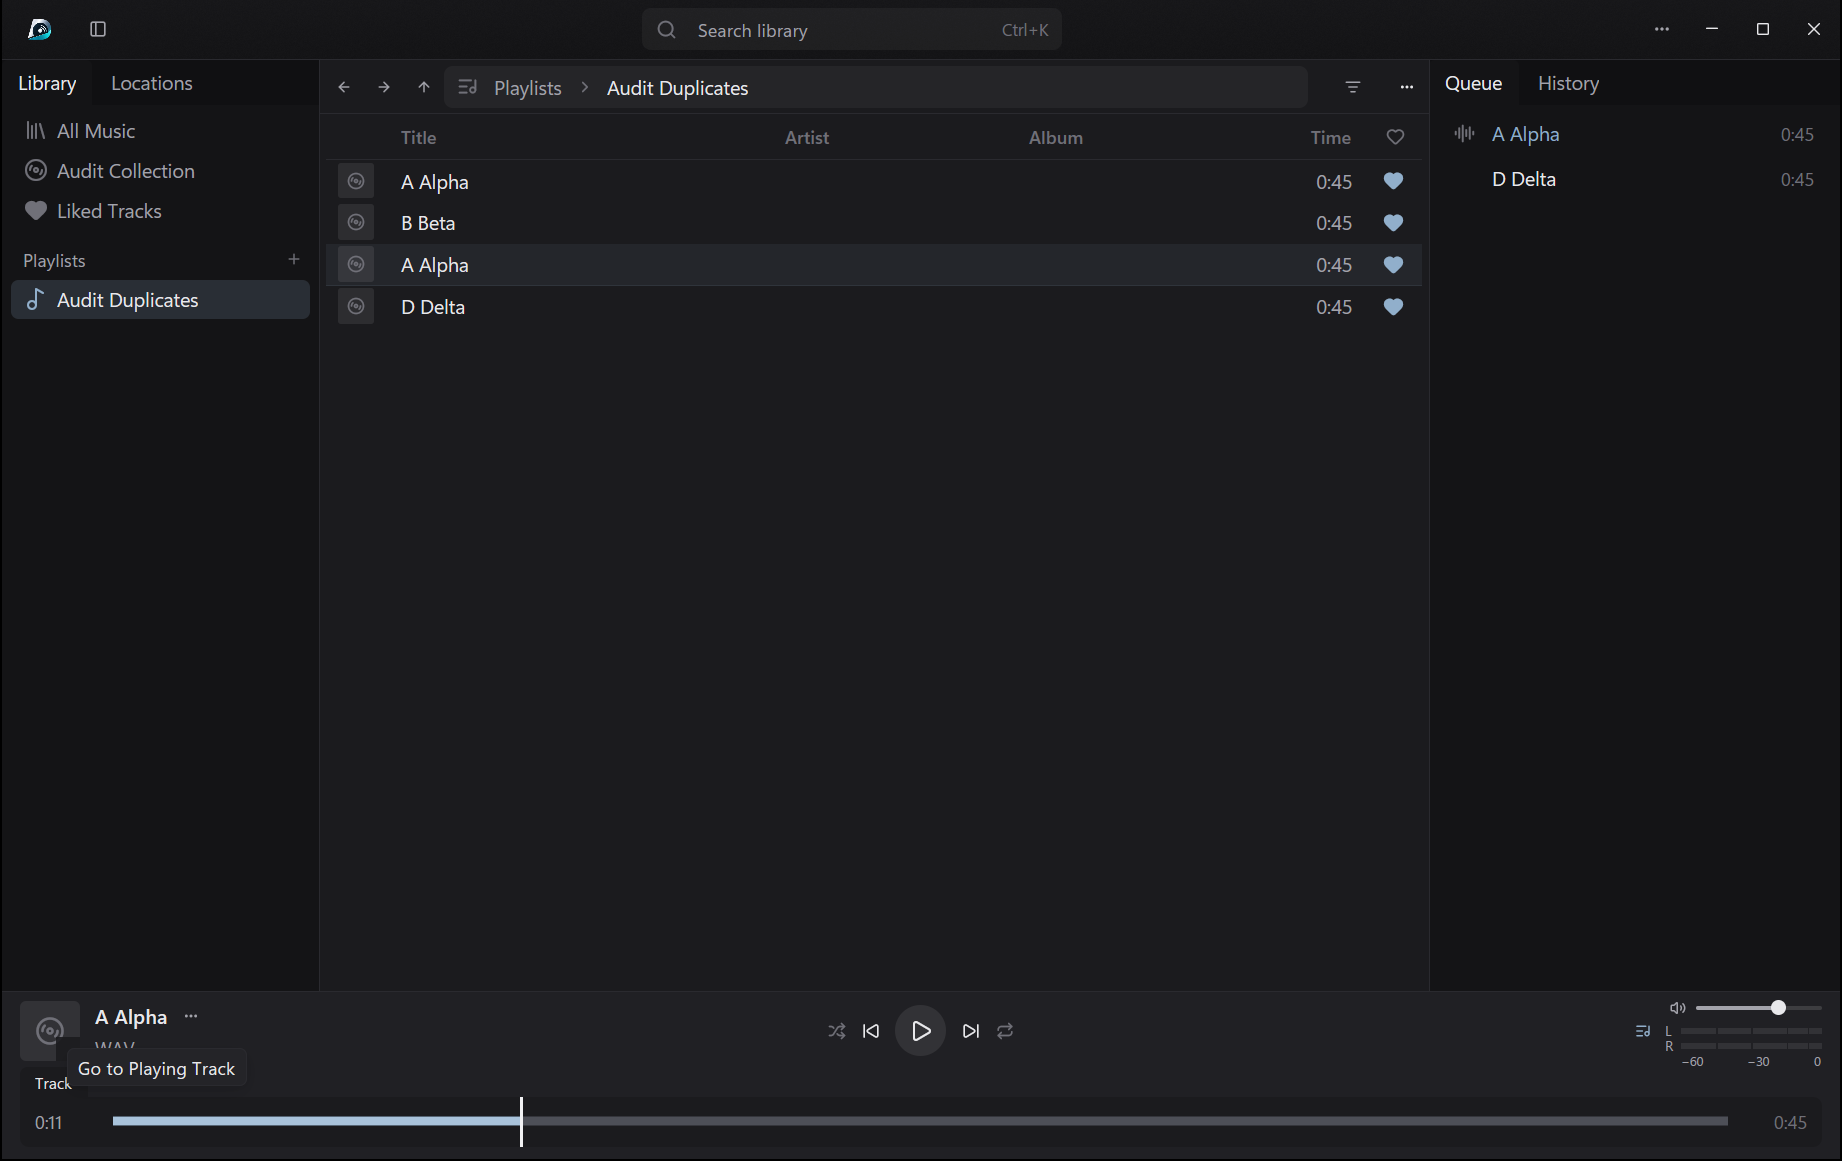 Search library Ctrl+K
Library Locations
Playlists Audit Duplicates
Queue History
All Music
Audit Collection
Liked Tracks
Playlists
Audit Duplicates
Title Artist Album Time
A Alpha 0:45
B Beta 0:45
A Alpha 0:45
D Delta 0:45
A Alpha 0:45
D Delta 0:45
A Alpha
WAV
Go to Playing Track
Track
0:11 0:45
L
R
-60 -30 0